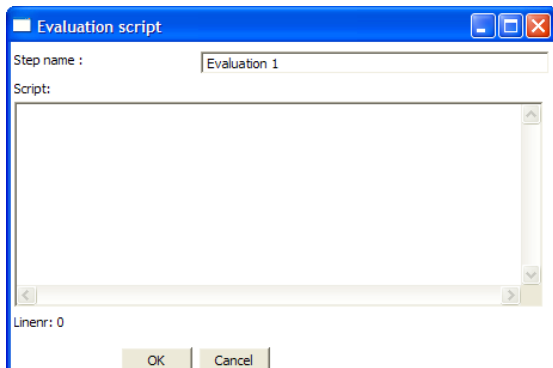 Evaluation script
Step name : Evaluation 1
Script:
Linenr: 0
OK Cancel